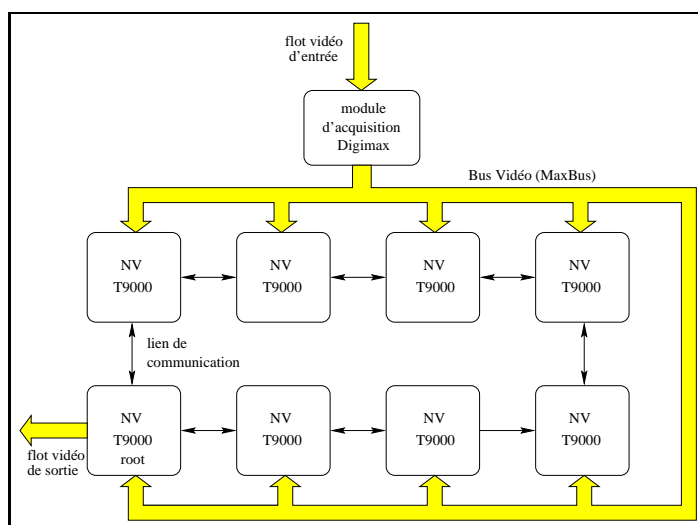 flot vidéo
d'entrée
module
d'acquisition
Digimax
Bus Vidéo (MaxBus)
NV
T9000
NV
T9000
NV
T9000
NV
T9000
lien de
communication
NV
T9000
root
NV
T9000
NV
T9000
NV
T9000
flot vidéo
de sortie